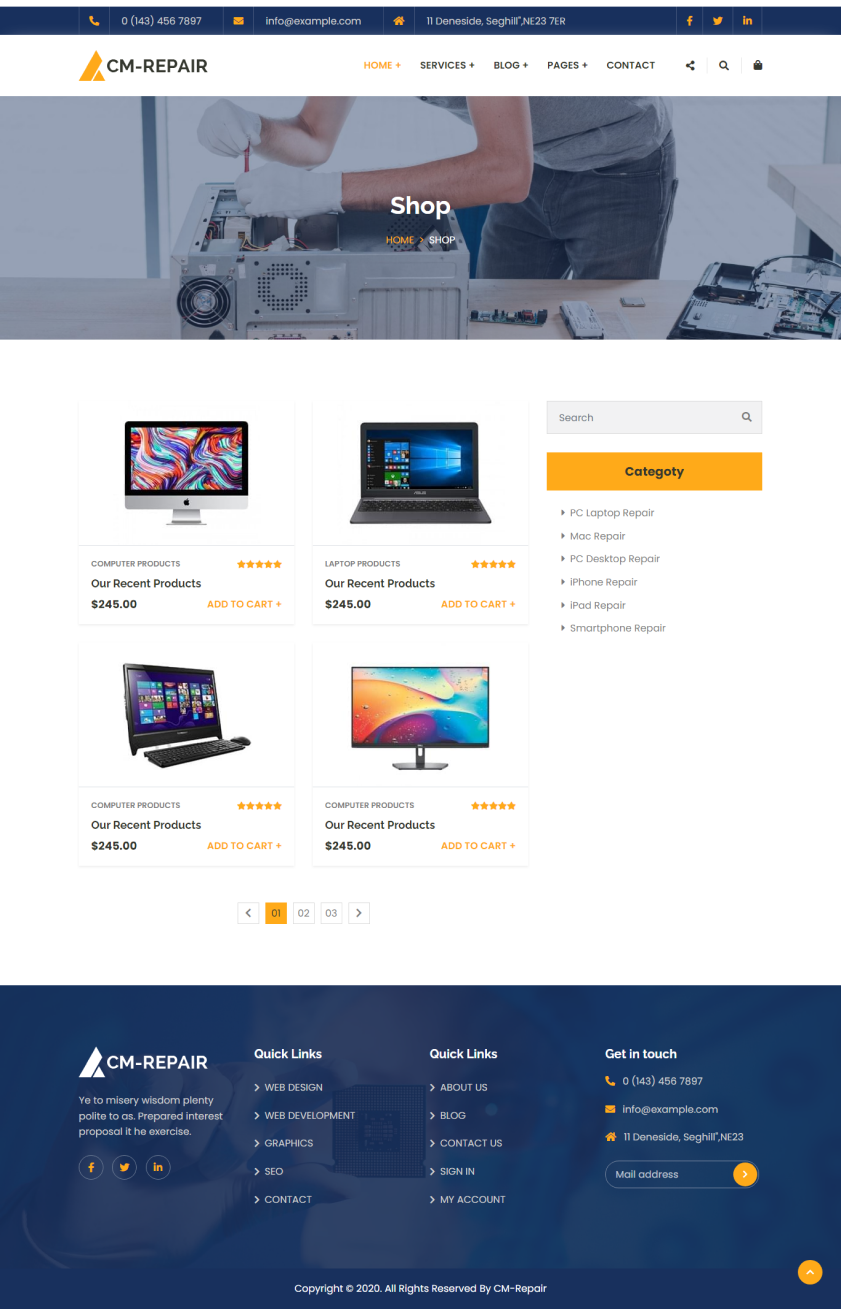 0 (143) 456 7897
info@example.com
11 Deneside, Seghill",NE23 7ER
CM-REPAIR
HOME +
SERVICES +
BLOG +
PAGES +
CONTACT
Shop
HOME > SHOP
Search
Categoty
PC Laptop Repair
Mac Repair
PC Desktop Repair
iPhone Repair
iPad Repair
Smartphone Repair
ASUS
COMPUTER PRODUCTS
Our Recent Products
$245.00
ADD TO CART +
LAPTOP PRODUCTS
Our Recent Products
$245.00
ADD TO CART +
COMPUTER PRODUCTS
Our Recent Products
$245.00
ADD TO CART +
COMPUTER PRODUCTS
Our Recent Products
$245.00
ADD TO CART +
01
02
03
CM-REPAIR
Ye to misery wisdom plenty
polite to as. Prepared interest
proposal it he exercise.
Quick Links
WEB DESIGN
WEB DEVELOPMENT
GRAPHICS
SEO
CONTACT
Quick Links
ABOUT US
BLOG
CONTACT US
SIGN IN
MY ACCOUNT
Get in touch
0 (143) 456 7897
info@example.com
11 Deneside, Seghill",NE23
Mail address
Copyright © 2020. All Rights Reserved By CM-Repair